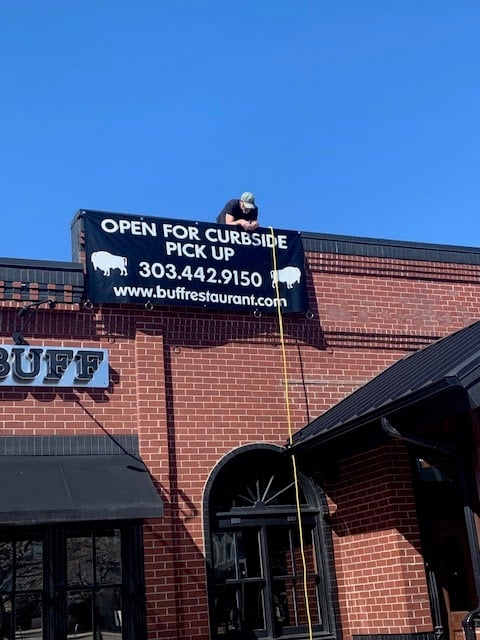 OPEN FOR CURBSIDE
PICK UP
303.442.9150
www.buffrestaurant.com
BUFF